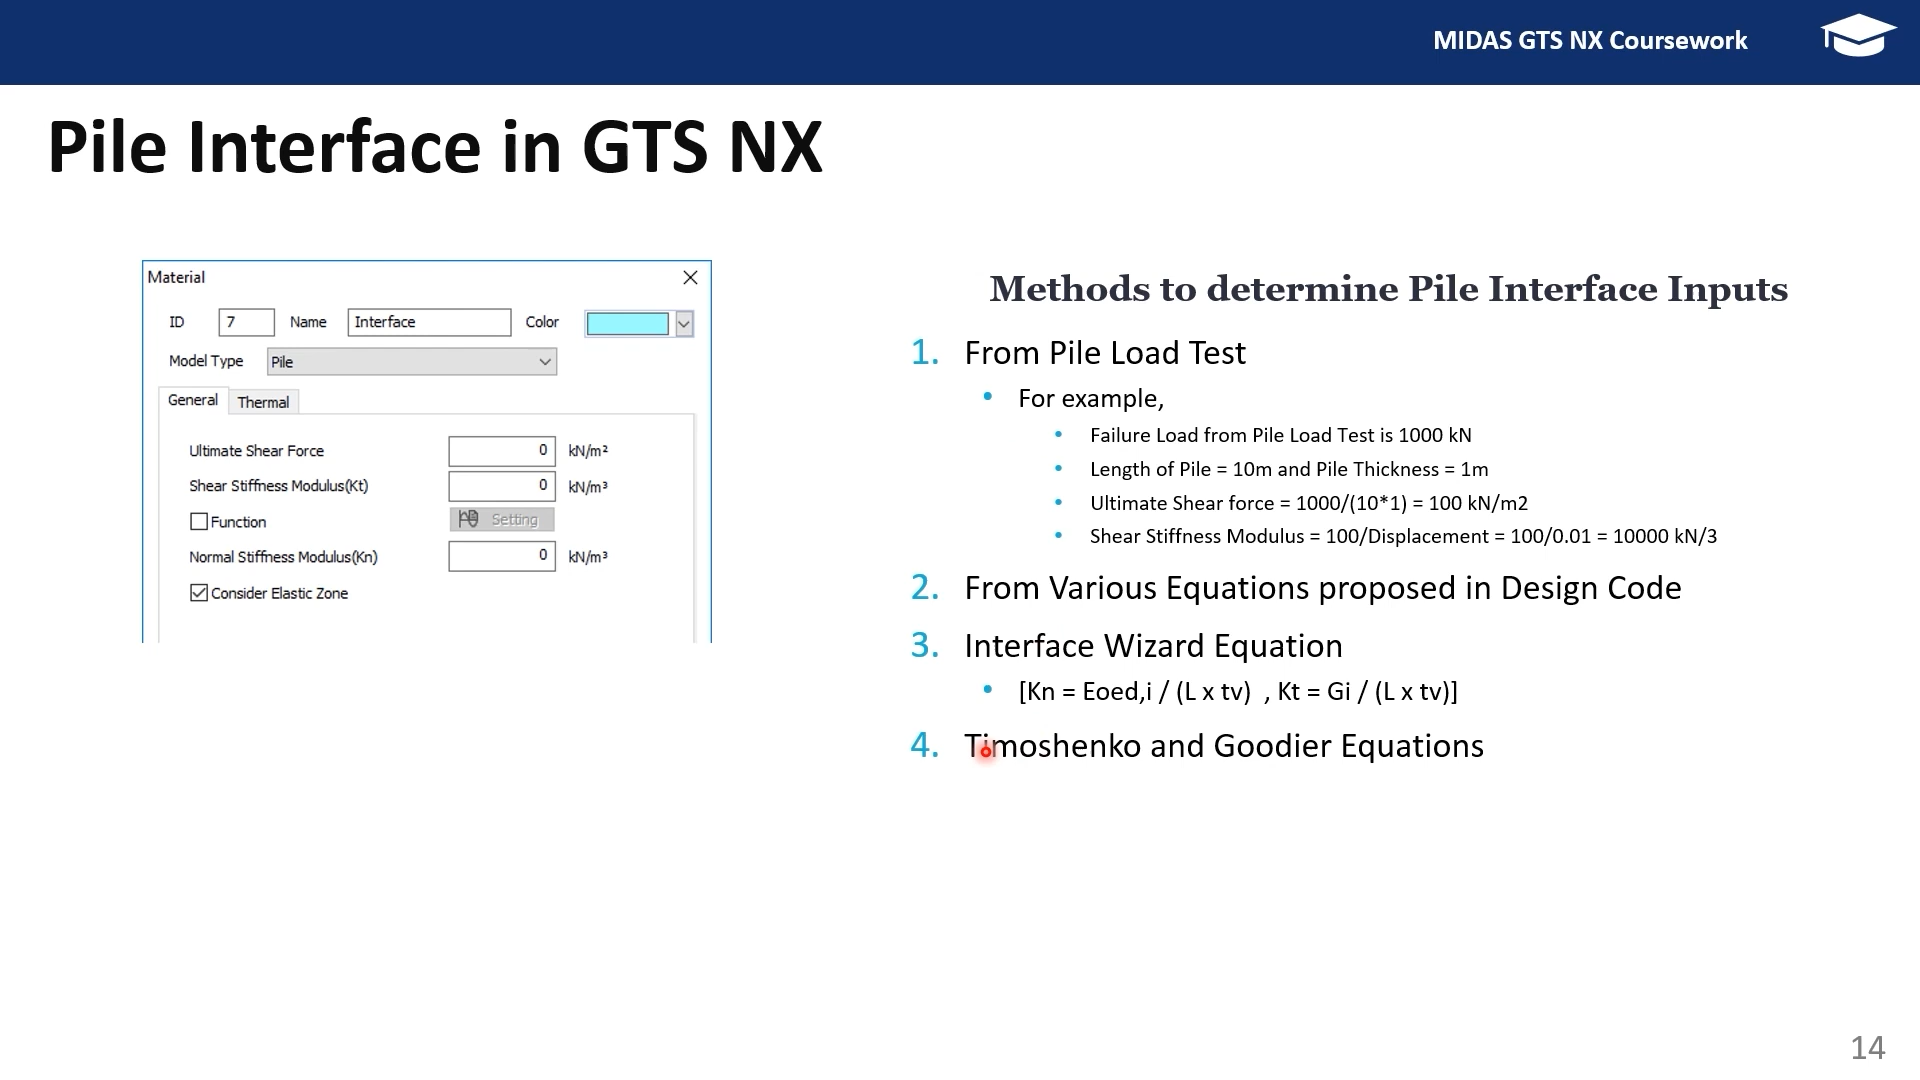 MIDAS GTS NX Coursework
Pile Interface in GTS NX
Material
ID 7 Name Interface Color
Model Type Pile
General Thermal
Ultimate Shear Force 0 kN/m²
Shear Stiffness Modulus(Kt) 0 kN/m³
Function Setting
Normal Stiffness Modulus(Kn) 0 kN/m³
Consider Elastic Zone
Methods to determine Pile Interface Inputs
1. From Pile Load Test
• For example,
• Failure Load from Pile Load Test is 1000 kN
• Length of Pile = 10m and Pile Thickness = 1m
• Ultimate Shear force = 1000/(10*1) = 100 kN/m2
• Shear Stiffness Modulus = 100/Displacement = 100/0.01 = 10000 kN/3
2. From Various Equations proposed in Design Code
3. Interface Wizard Equation
• [Kn = Eoed,i / (L x tv) , Kt = Gi / (L x tv)]
4. Timoshenko and Goodier Equations
14